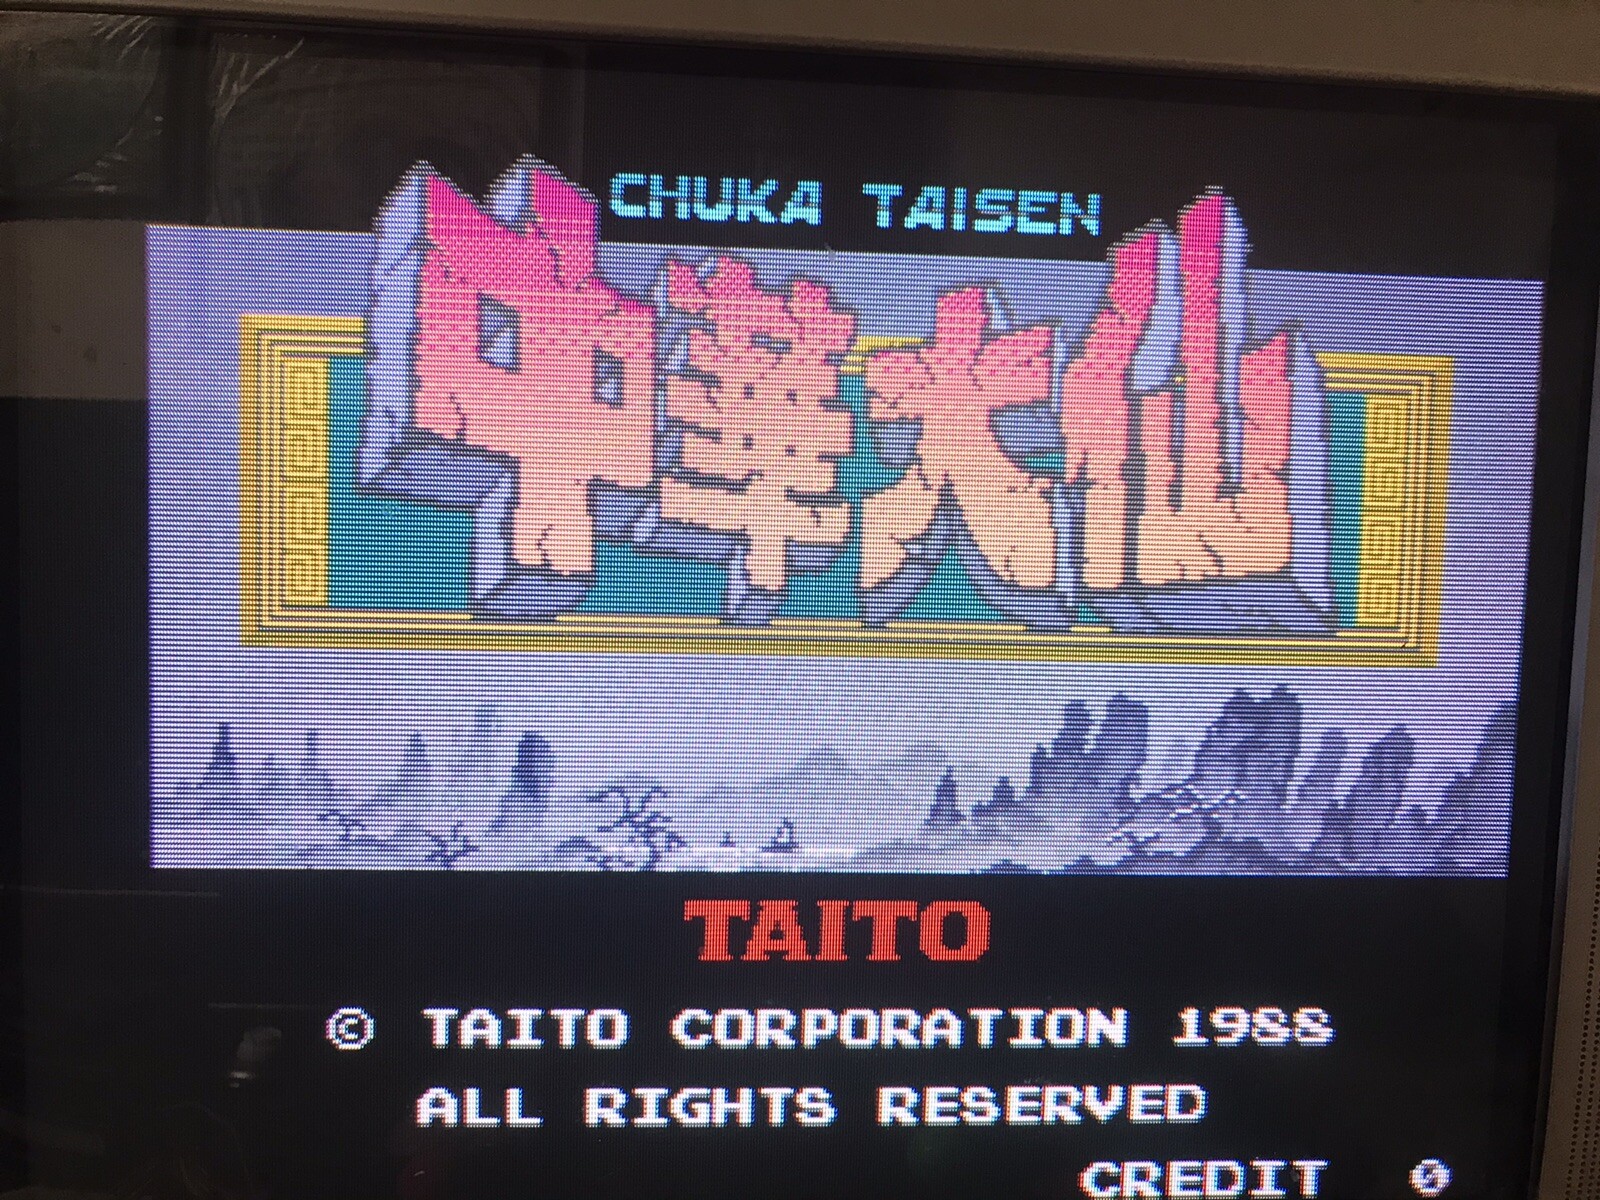 CHUKA TAISEN
中華大仙
TAITO
© TAITO CORPORATION 1988
ALL RIGHTS RESERVED
CREDIT 0